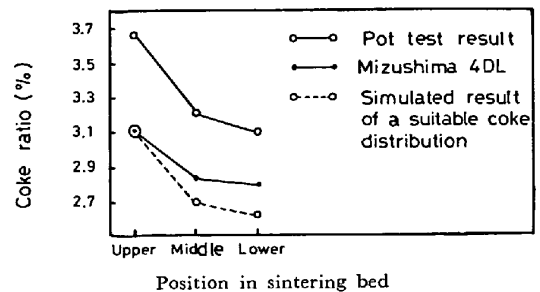 3.7
3.5
3.3
3.1
2.9
2.7
Coke ratio (%)
Pot test result
Mizushima 4DL
Simulated result
of a suitable coke
distribution
Upper Middle Lower
Position in sintering bed